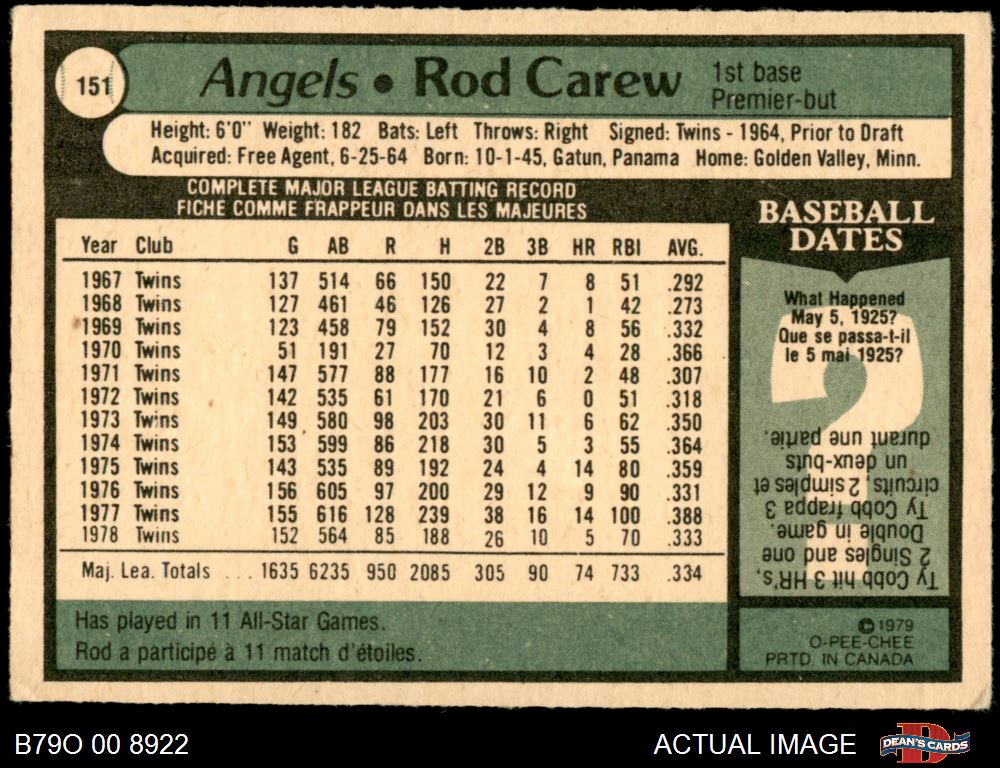 151
Angels • Rod Carew
1st base
Premier-but
Height: 6'0" Weight: 182 Bats: Left Throws: Right Signed: Twins - 1964, Prior to Draft
Acquired: Free Agent, 6-25-64 Born: 10-1-45, Gatun, Panama Home: Golden Valley, Minn.
COMPLETE MAJOR LEAGUE BATTING RECORD
FICHE COMME FRAPPEUR DANS LES MAJEURES
Year Club G AB R H 2B 3B HR RBI AVG.
1967 Twins 137 514 66 150 22 7 8 51 .292
1968 Twins 127 461 46 126 27 2 1 42 .273
1969 Twins 123 458 79 152 30 4 8 56 .332
1970 Twins 51 191 27 70 12 3 4 28 .366
1971 Twins 147 577 88 177 16 10 2 48 .307
1972 Twins 142 535 61 170 21 6 0 51 .318
1973 Twins 149 580 98 203 30 11 6 62 .350
1974 Twins 153 599 86 218 30 5 3 55 .364
1975 Twins 143 535 89 192 24 4 14 80 .359
1976 Twins 156 605 97 200 29 12 9 90 .331
1977 Twins 155 616 128 239 38 16 14 100 .388
1978 Twins 152 564 85 188 26 10 5 70 .333
Maj. Lea. Totals ... 1635 6235 950 2085 305 90 74 733 .334
Has played in 11 All-Star Games.
Rod a participé à 11 match d'étoiles.
BASEBALL
DATES
What Happened
May 5, 1925?
Que se passa-t-il
le 5 mai 1925?
Ty Cobb hit 3 HR's,
2 Singles and one
Double in game.
Ty Cobb frappa 3
circuits, 2 simples et
un deux-buts
durant une partie.
©1979
O-PEE-CHEE
PRTD. IN CANADA
B79O 00 8922
ACTUAL IMAGE
DEAN'S CARDS